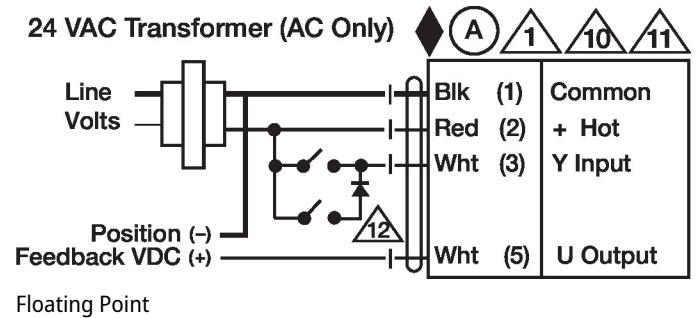 24 VAC Transformer (AC Only)
A 1 10 11
Line
Volts
Blk (1) Common
Red (2) + Hot
Wht (3) Y Input
12
Position (–)
Feedback VDC (+)
Wht (5) U Output
Floating Point